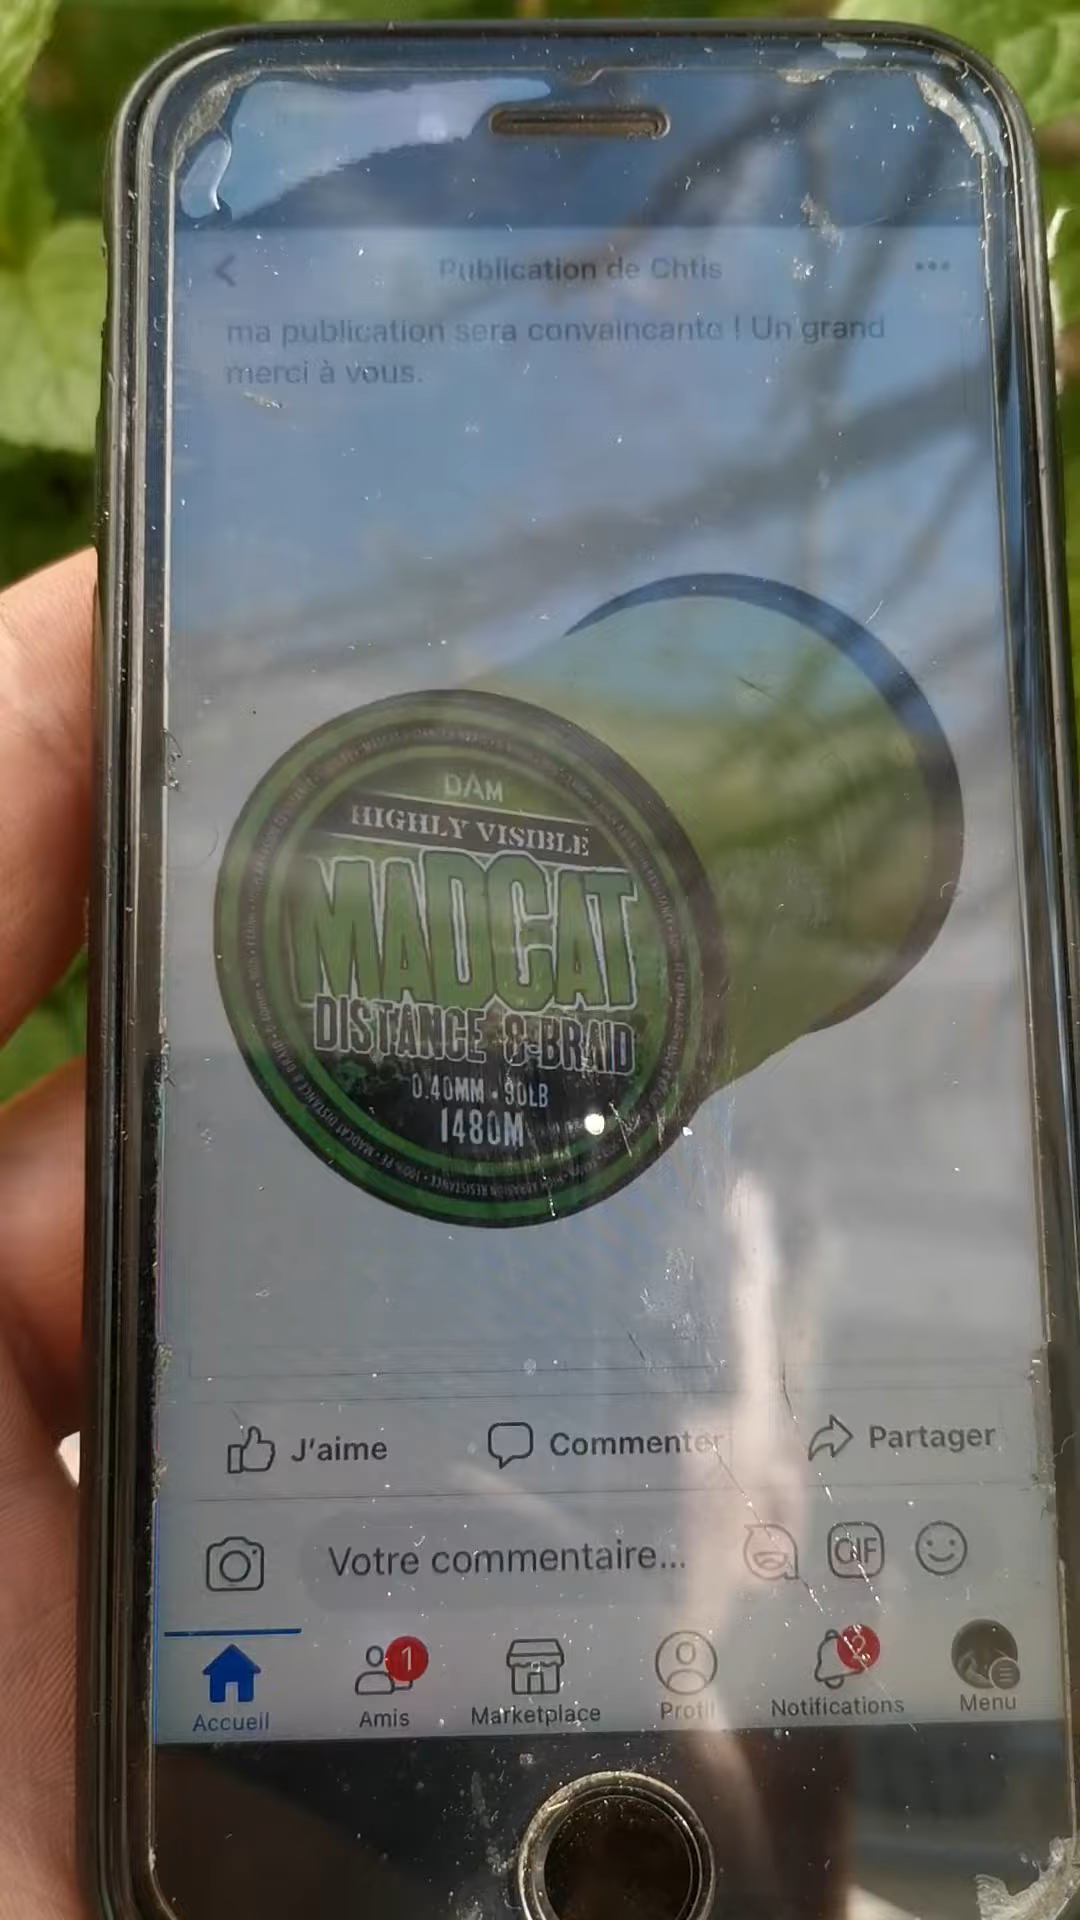 Publication de Chtis
ma publication sera convaincante ! Un grand
merci à vous.
DAM
HIGHLY VISIBLE
MADCAT
DISTANCE 8-BRAID
0.40MM • 90LB
1480M
J'aime
Commenter
Partager
Votre commentaire...
GIF
1
2
Accueil
Amis
Marketplace
Profil
Notifications
Menu